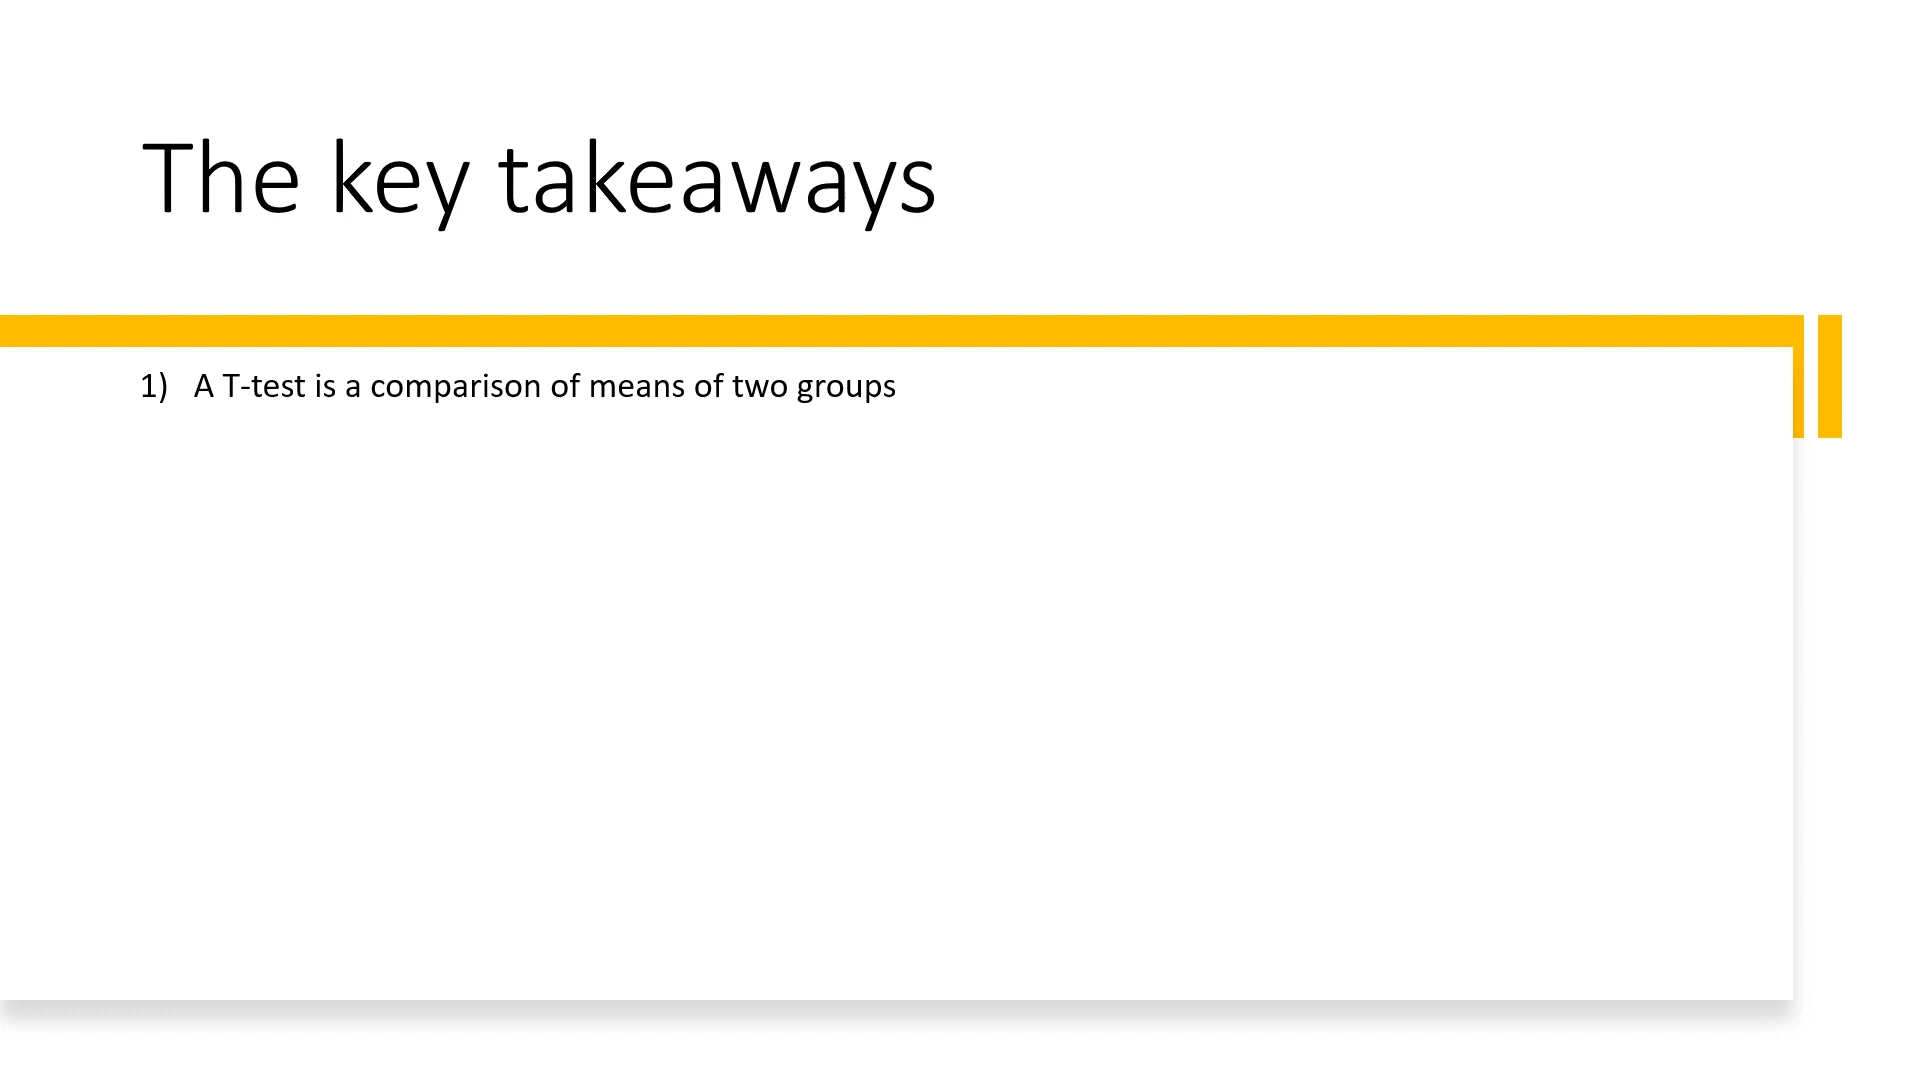 The key takeaways
1) A T-test is a comparison of means of two groups